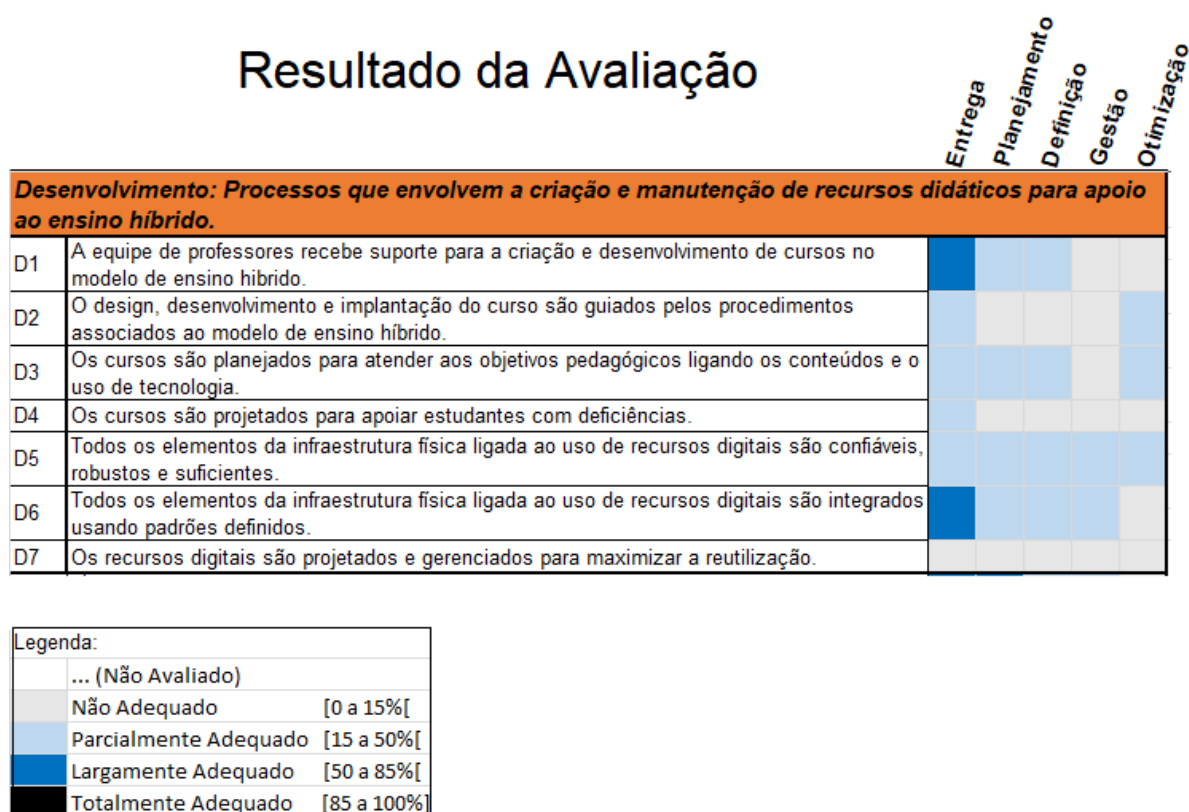 Resultado da Avaliação
Entrega
Planejamento
Definição
Gestão
Otimização
Desenvolvimento: Processos que envolvem a criação e manutenção de recursos didáticos para apoio
ao ensino híbrido.
D1
A equipe de professores recebe suporte para a criação e desenvolvimento de cursos no
modelo de ensino hibrido.
D2
O design, desenvolvimento e implantação do curso são guiados pelos procedimentos
associados ao modelo de ensino híbrido.
D3
Os cursos são planejados para atender aos objetivos pedagógicos ligando os conteúdos e o
uso de tecnologia.
D4
Os cursos são projetados para apoiar estudantes com deficiências.
D5
Todos os elementos da infraestrutura física ligada ao uso de recursos digitais são confiáveis,
robustos e suficientes.
D6
Todos os elementos da infraestrutura física ligada ao uso de recursos digitais são integrados
usando padrões definidos.
D7
Os recursos digitais são projetados e gerenciados para maximizar a reutilização.
Legenda:
... (Não Avaliado)
Não Adequado [0 a 15%[
Parcialmente Adequado [15 a 50%[
Largamente Adequado [50 a 85%[
Totalmente Adequado [85 a 100%]